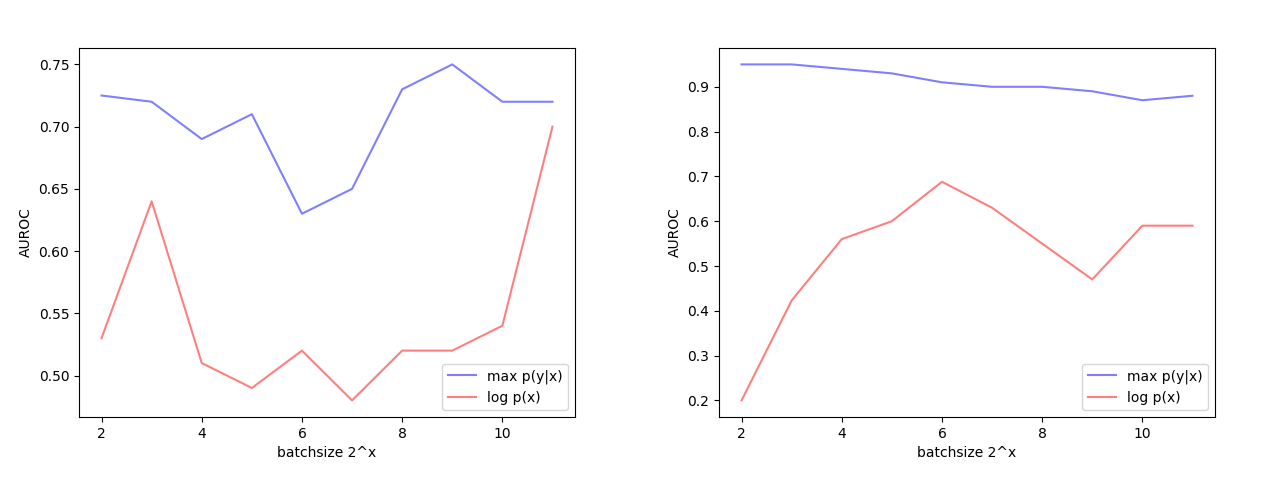 0.75
0.70
0.65
0.60
0.55
0.50
AUROC
2 4 6 8 10
batchsize 2^x
max p(y|x)
log p(x)
0.9
0.8
0.7
0.6
0.5
0.4
0.3
0.2
AUROC
2 4 6 8 10
batchsize 2^x
max p(y|x)
log p(x)